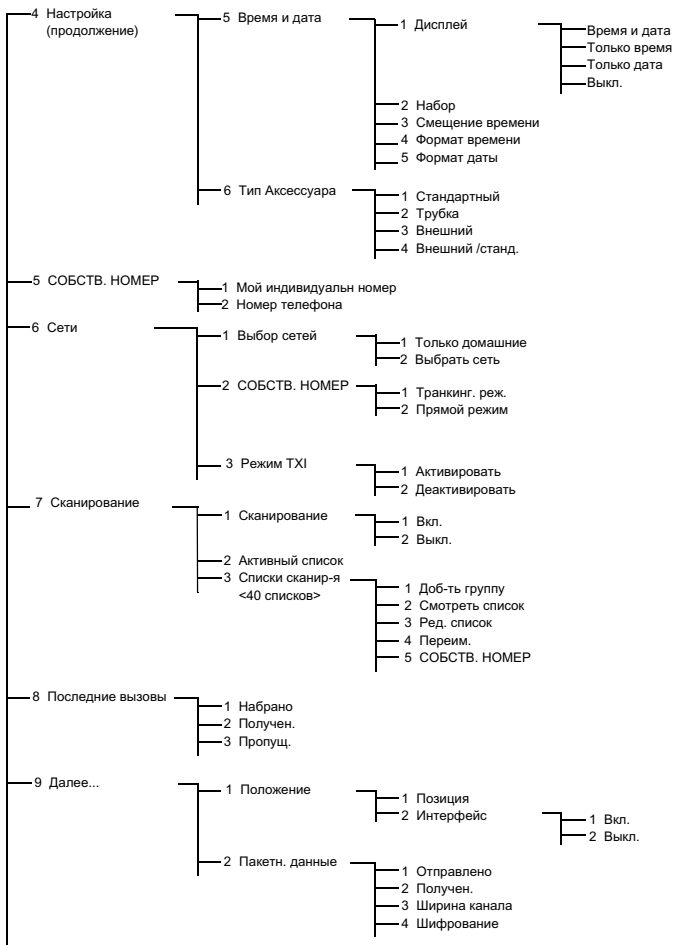 4 Настройка
(продолжение)
5 Время и дата
1 Дисплей
Время и дата
Только время
Только дата
Выкл.
2 Набор
3 Смещение времени
4 Формат времени
5 Формат даты
6 Тип Аксессуара
1 Стандартный
2 Трубка
3 Внешний
4 Внешний /станд.
5 СОБСТВ. НОМЕР
1 Мой индивидуальн номер
2 Номер телефона
6 Сети
1 Выбор сетей
1 Только домашние
2 Выбрать сеть
2 СОБСТВ. НОМЕР
1 Транкинг. реж.
2 Прямой режим
3 Режим TXI
1 Активировать
2 Деактивировать
7 Сканирование
1 Сканирование
1 Вкл.
2 Выкл.
2 Активный список
3 Списки сканир-я
<40 списков>
1 Доб-ть группу
2 Смотреть список
3 Ред. список
4 Переим.
5 СОБСТВ. НОМЕР
8 Последние вызовы
1 Набрано
2 Получен.
3 Пропущ.
9 Далее...
1 Положение
1 Позиция
2 Интерфейс
1 Вкл.
2 Выкл.
2 Пакетн. данные
1 Отправлено
2 Получен.
3 Ширина канала
4 Шифрование